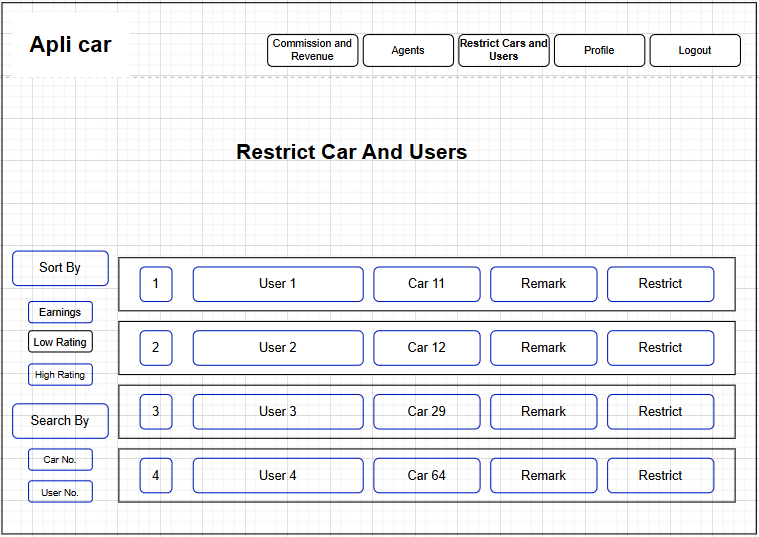 Apli car
Commission and
Revenue
Agents
Restrict Cars and
Users
Profile
Logout
Restrict Car And Users
Sort By
Earnings
Low Rating
High Rating
Search By
Car No.
User No.
1 User 1 Car 11 Remark Restrict
2 User 2 Car 12 Remark Restrict
3 User 3 Car 29 Remark Restrict
4 User 4 Car 64 Remark Restrict